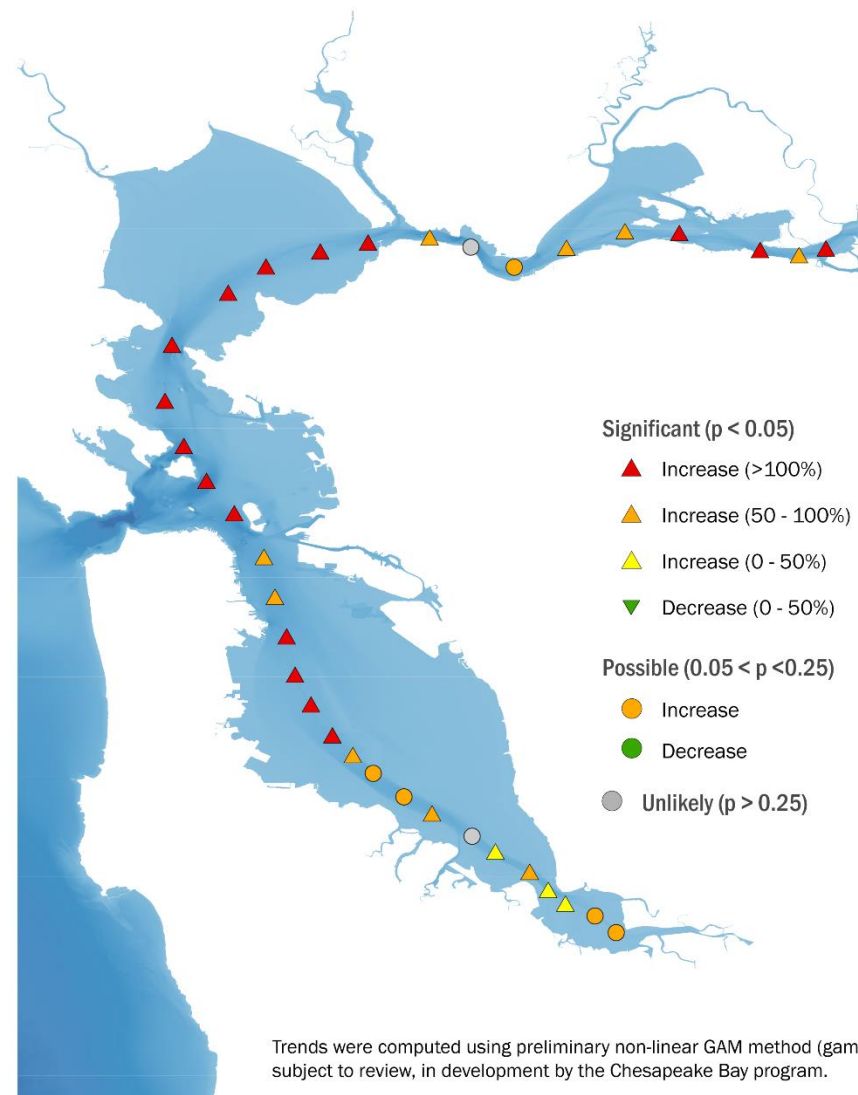 Significant (p < 0.05)
Increase (>100%)
Increase (50 - 100%)
Increase (0 - 50%)
Decrease (0 - 50%)
Possible (0.05 < p <0.25)
Increase
Decrease
Unlikely (p > 0.25)
Trends were computed using preliminary non-linear GAM method (gam
subject to review, in development by the Chesapeake Bay program.